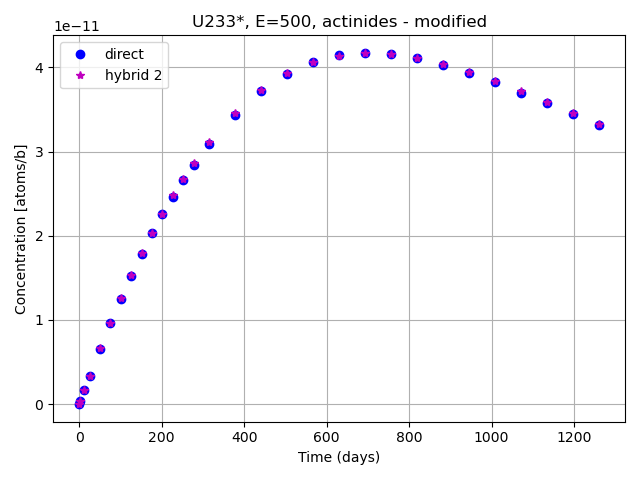 U233*, E=500, actinides - modified
1e−11
direct
hybrid 2
4
3
2
1
0
Concentration [atoms/b]
0 200 400 600 800 1000 1200
Time (days)